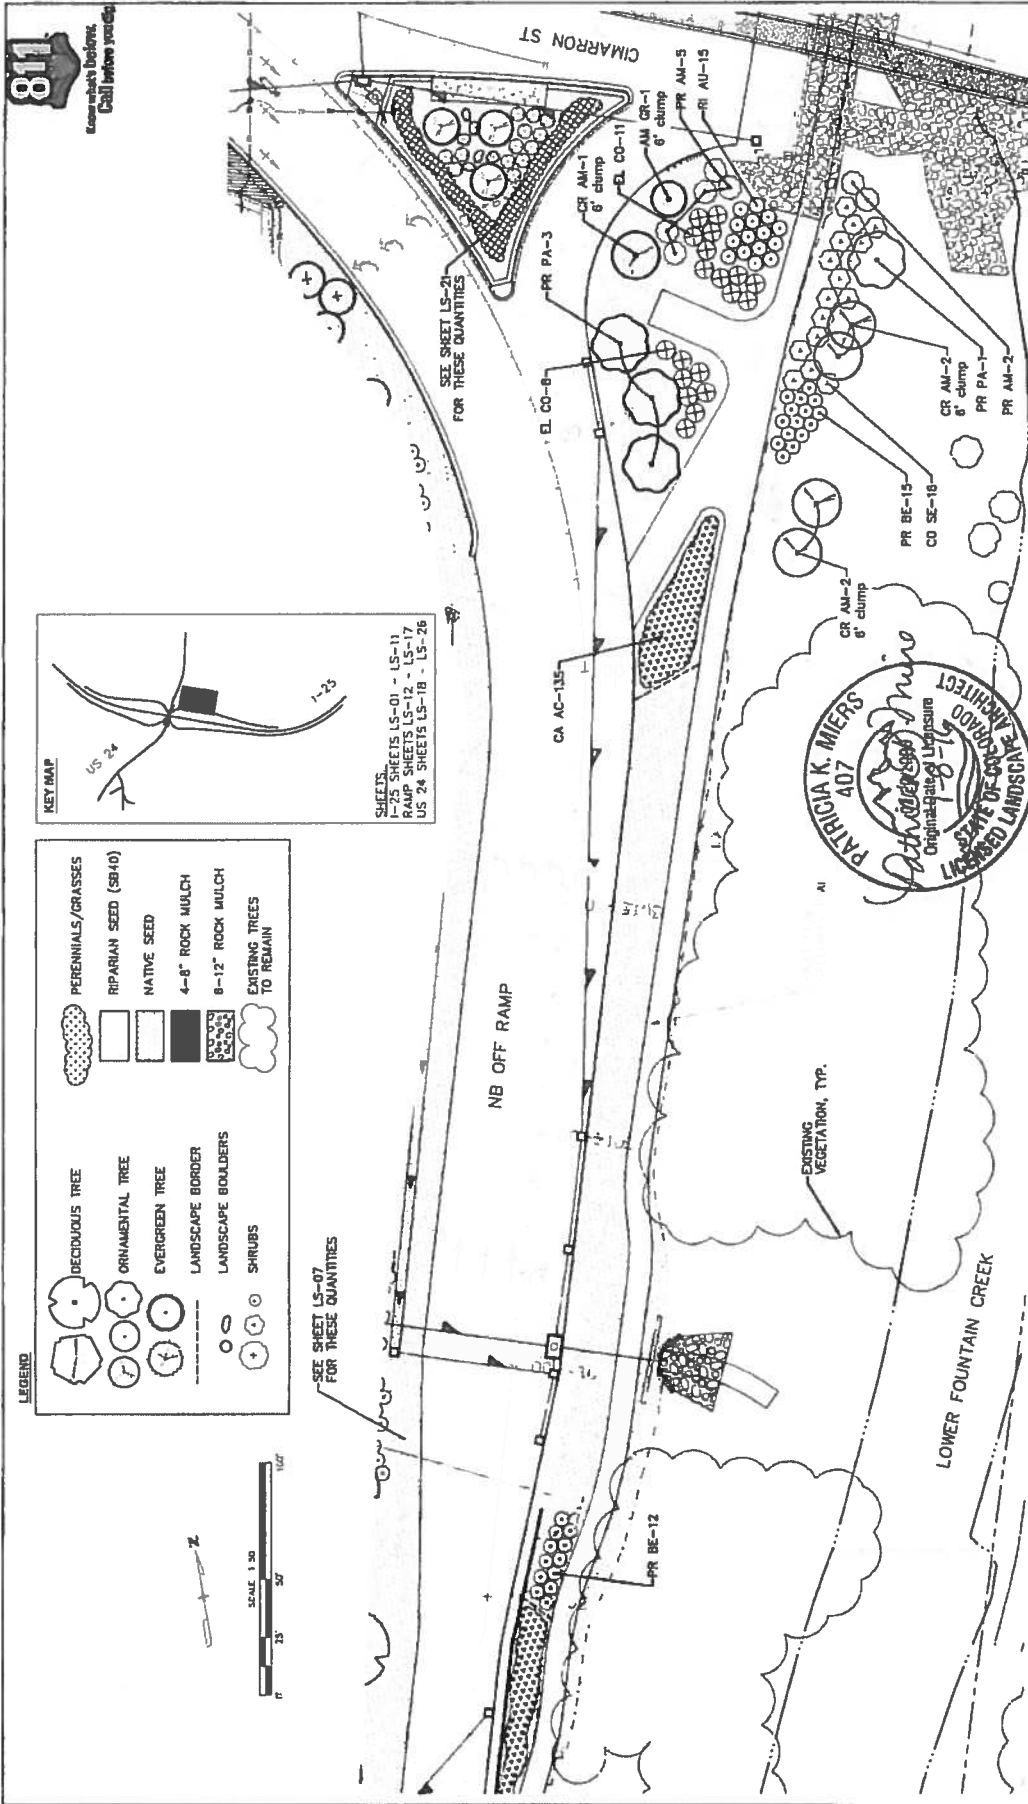 811
Know what's below.
Call before you dig.
LEGEND
DECIDUOUS TREE
ORNAMENTAL TREE
EVERGREEN TREE
LANDSCAPE BORDER
LANDSCAPE BOULDERS
SHRUBS
PERENNIALS/GRASSES
RIPARIAN SEED (SB40)
NATIVE SEED
4-8" ROCK MULCH
8-12" ROCK MULCH
EXISTING TREES
TO REMAIN
KEY MAP
US 24
I-25
SHEETS
I-25 SHEETS LS-01 - LS-11
RAMP SHEETS LS-12 - LS-17
US 24 SHEETS LS-18 - LS-26
SCALE 1:50
0' 25' 50' 100'
SEE SHEET LS-07
FOR THESE QUANTITIES
SEE SHEET LS-21
FOR THESE QUANTITIES
CIMARRON ST
NB OFF RAMP
EL CO-8
PR PA-3
CR AM-1
6' clump
EL CO-11
AM GR-1
6' clump
PR AM-5
RI AU-15
CA AC-135
CR AM-2
6' clump
PR BE-15
CO SE-18
CR AM-2
6' clump
PR PA-1
PR AM-2
PR BE-12
EXISTING
VEGETATION, TYP.
LOWER FOUNTAIN CREEK
PATRICIA K. MIERS
407
Original Date of Licensure
STATE OF COLORADO
LICENSED LANDSCAPE ARCHITECT